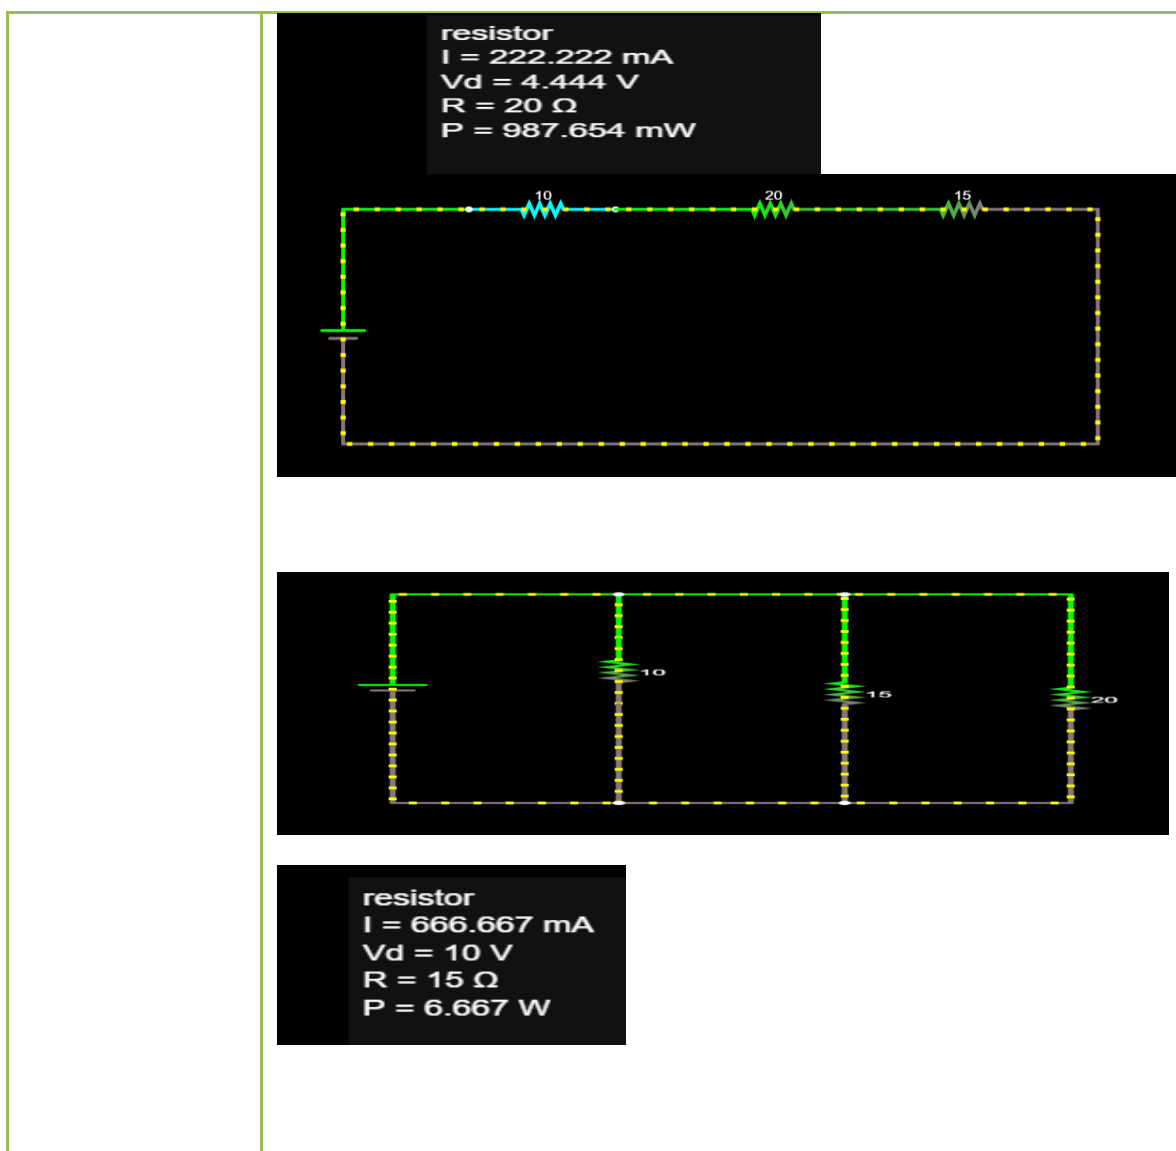 resistor
I = 222.222 mA
Vd = 4.444 V
R = 20 Ω
P = 987.654 mW
10 20 15
10
15
20
resistor
I = 666.667 mA
Vd = 10 V
R = 15 Ω
P = 6.667 W